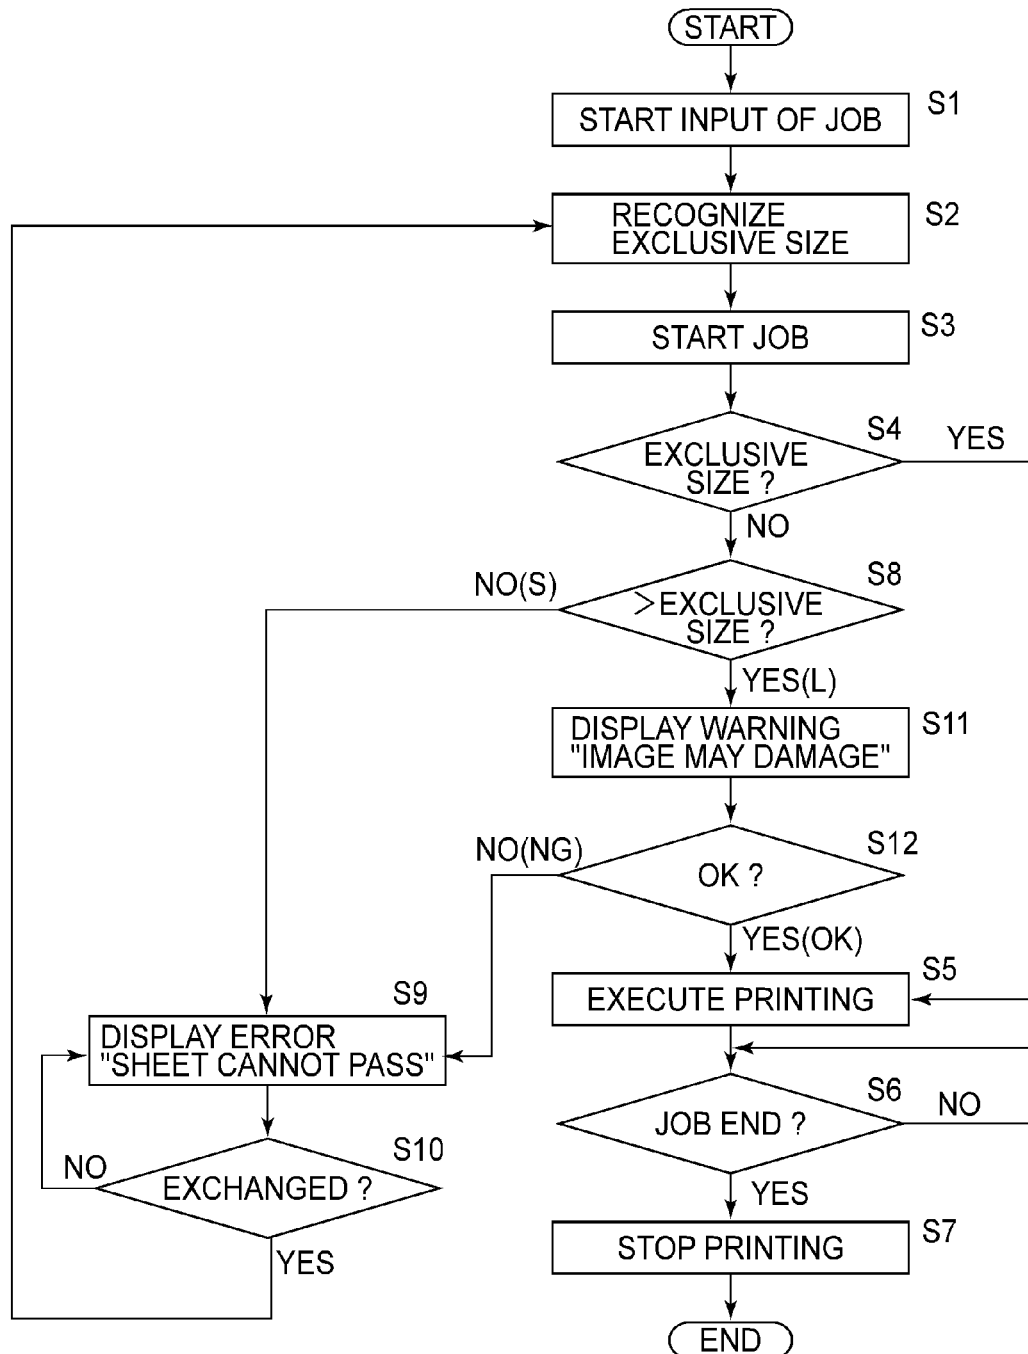 START
START INPUT OF JOB
S1
RECOGNIZE
EXCLUSIVE SIZE
S2
START JOB
S3
EXCLUSIVE
SIZE ?
S4
YES
NO
>EXCLUSIVE
SIZE ?
S8
NO(S)
YES(L)
DISPLAY WARNING
"IMAGE MAY DAMAGE"
S11
OK ?
S12
NO(NG)
YES(OK)
EXECUTE PRINTING
S5
DISPLAY ERROR
"SHEET CANNOT PASS"
S9
JOB END ?
S6
NO
EXCHANGED ?
S10
NO
YES
YES
STOP PRINTING
S7
END